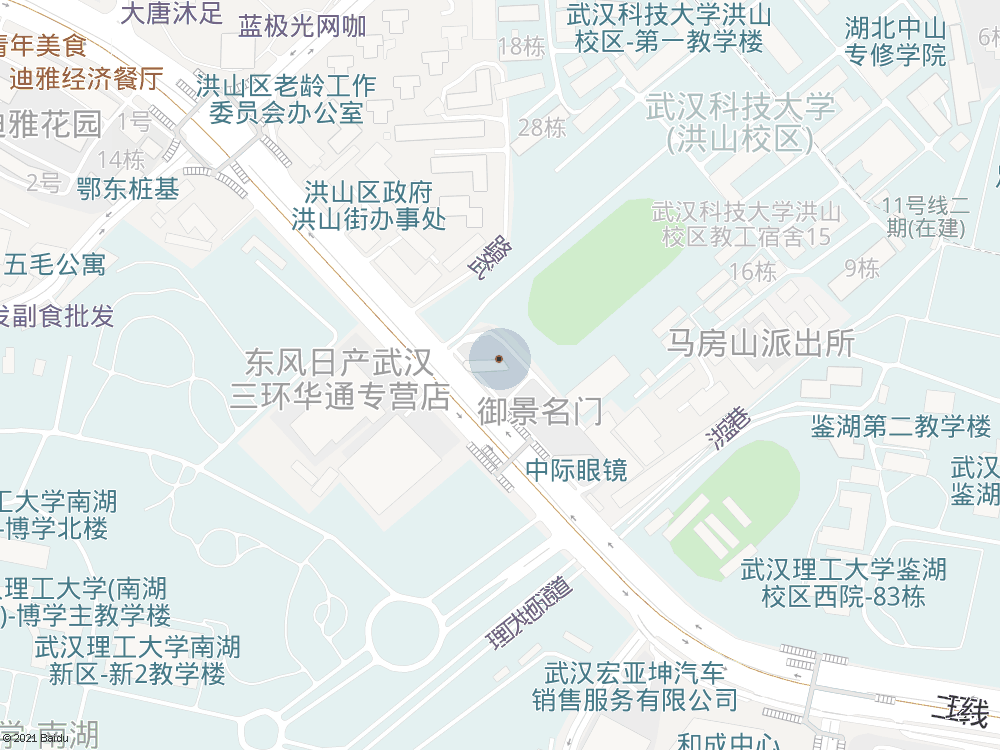 大唐沐足
蓝极光网咖
18栋
武汉科技大学洪山
校区-第一教学楼
湖北中山
专修学院
青年美食
迪雅经济餐厅
洪山区老龄工作
委员会办公室
迪雅花园
1号
28栋
武汉科技大学
(洪山校区)
14栋
2号
鄂东桩基
洪山区政府
洪山街办事处
武汉科技大学洪山
校区教工宿舍15
11号线二
期(在建)
五毛公寓
16栋
9栋
发副食批发
东风日产武汉
三环华通专营店
马房山派出所
御景名门
鉴湖第二教学楼
中际眼镜
武汉
鉴湖
工大学南湖
-博学北楼
武汉理工大学鉴湖
校区西院-83栋
理工大学(南湖
)-博学主教学楼
武汉理工大学南湖
新区-新2教学楼
武汉宏亚坤汽车
销售服务有限公司
二环线
学-南湖
和成中心
© 2021 Baidu